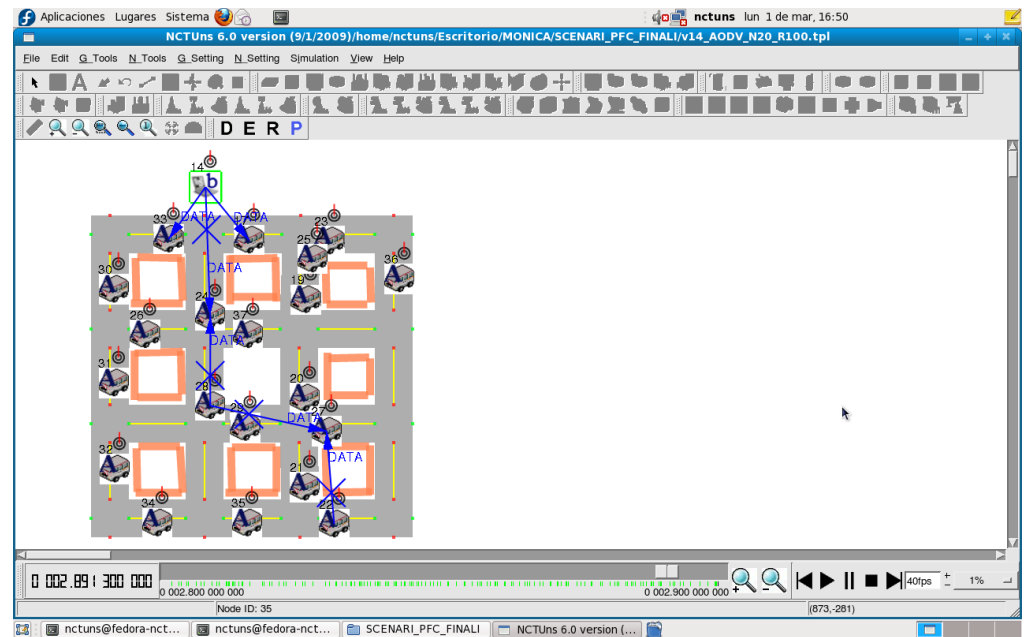 Aplicaciones Lugares Sistema nctuns lun 1 de mar, 16:50
NCTUns 6.0 version (9/1/2009)/home/nctuns/Escritorio/MONICA/SCENARI_PFC_FINALI/v14_AODV_N20_R100.tpl
File Edit G_Tools N_Tools G_Setting N_Setting Simulation View Help
D E R P
14
b
33 DATA DATA 23
25
30 DATA 36
19
24
26 37
DATA
31
20
28
29 DATA 27
32 21 DATA
34 35 22
0 002.891 300 000
0 002.800 000 000 0 002.900 000 000
40fps 1%
Node ID: 35 (873,-281)
nctuns@fedora-nct... nctuns@fedora-nct... SCENARI_PFC_FINALI NCTUns 6.0 version (...